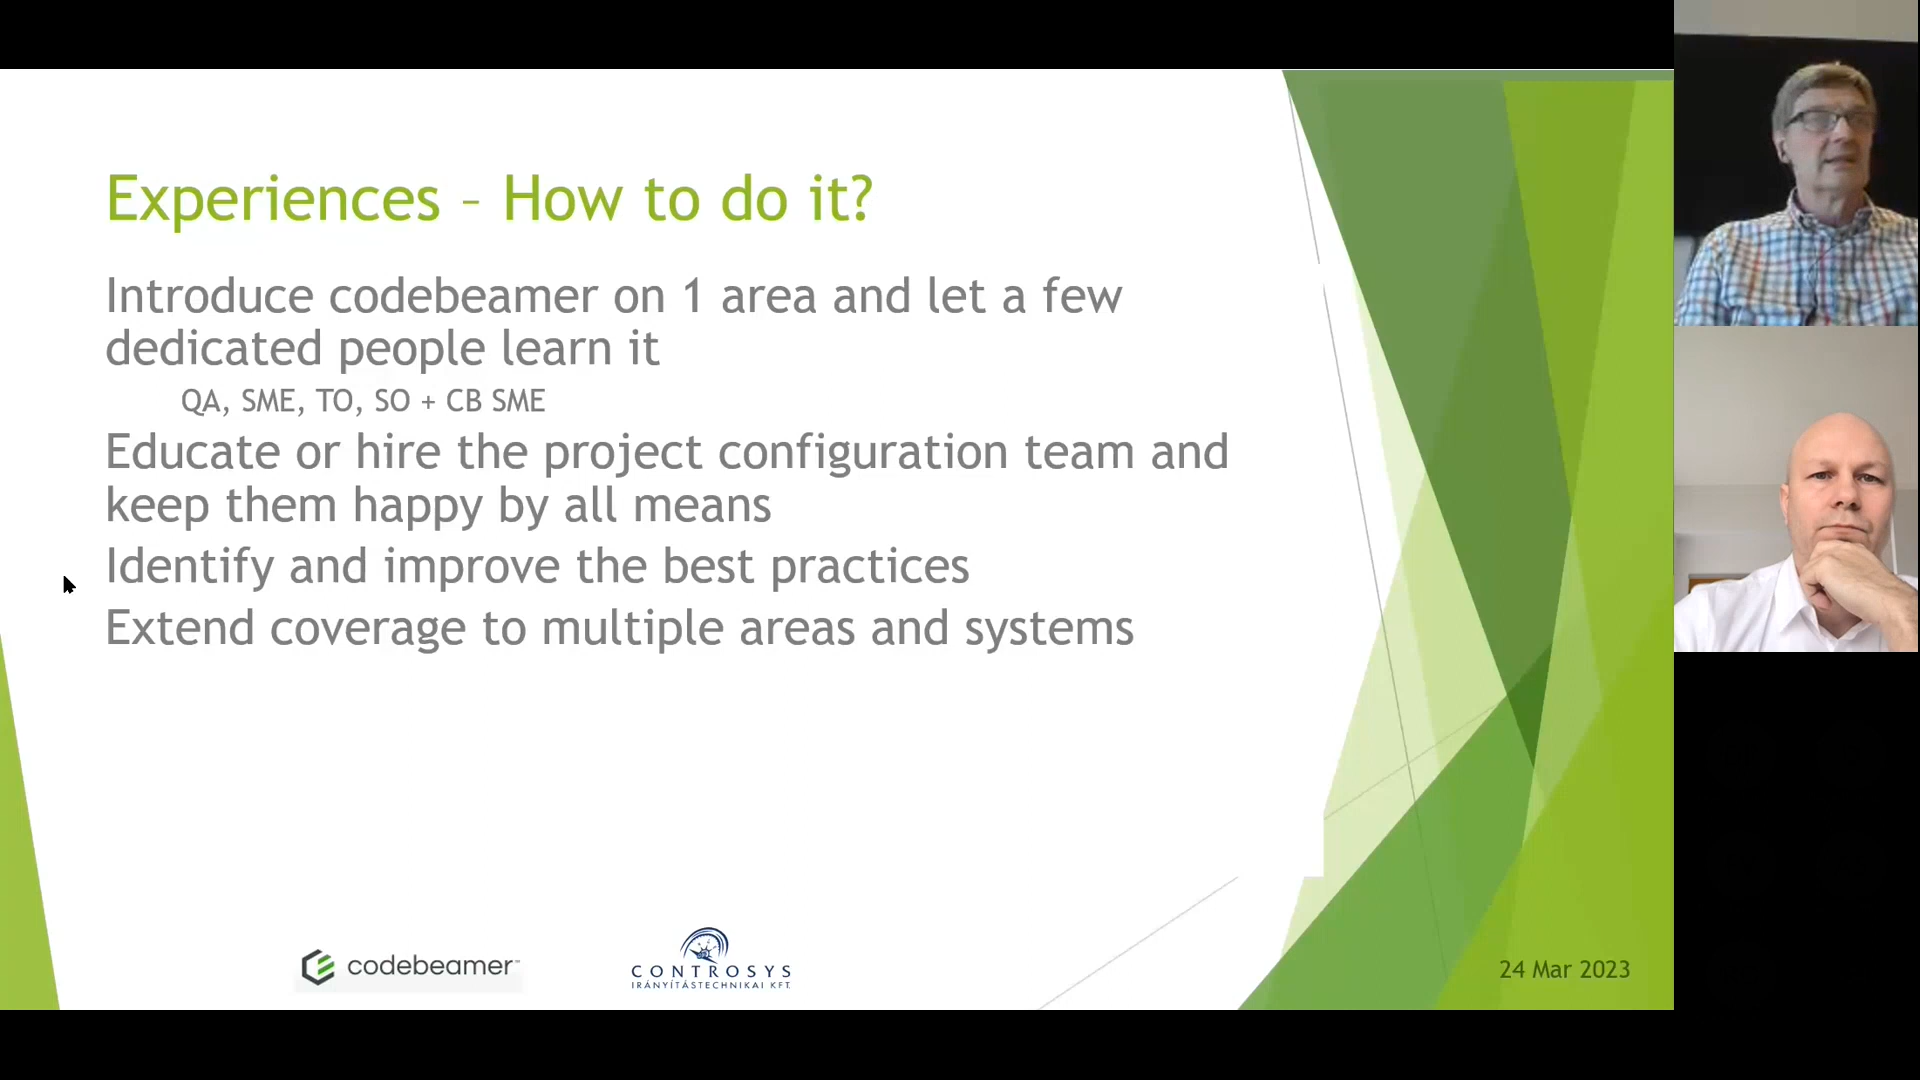 Experiences – How to do it?
Introduce codebeamer on 1 area and let a few
dedicated people learn it
QA, SME, TO, SO + CB SME
Educate or hire the project configuration team and
keep them happy by all means
Identify and improve the best practices
Extend coverage to multiple areas and systems
codebeamer™
CONTROSYS
IRÁNYÍTÁSTECHNIKAI KFT.
24 Mar 2023